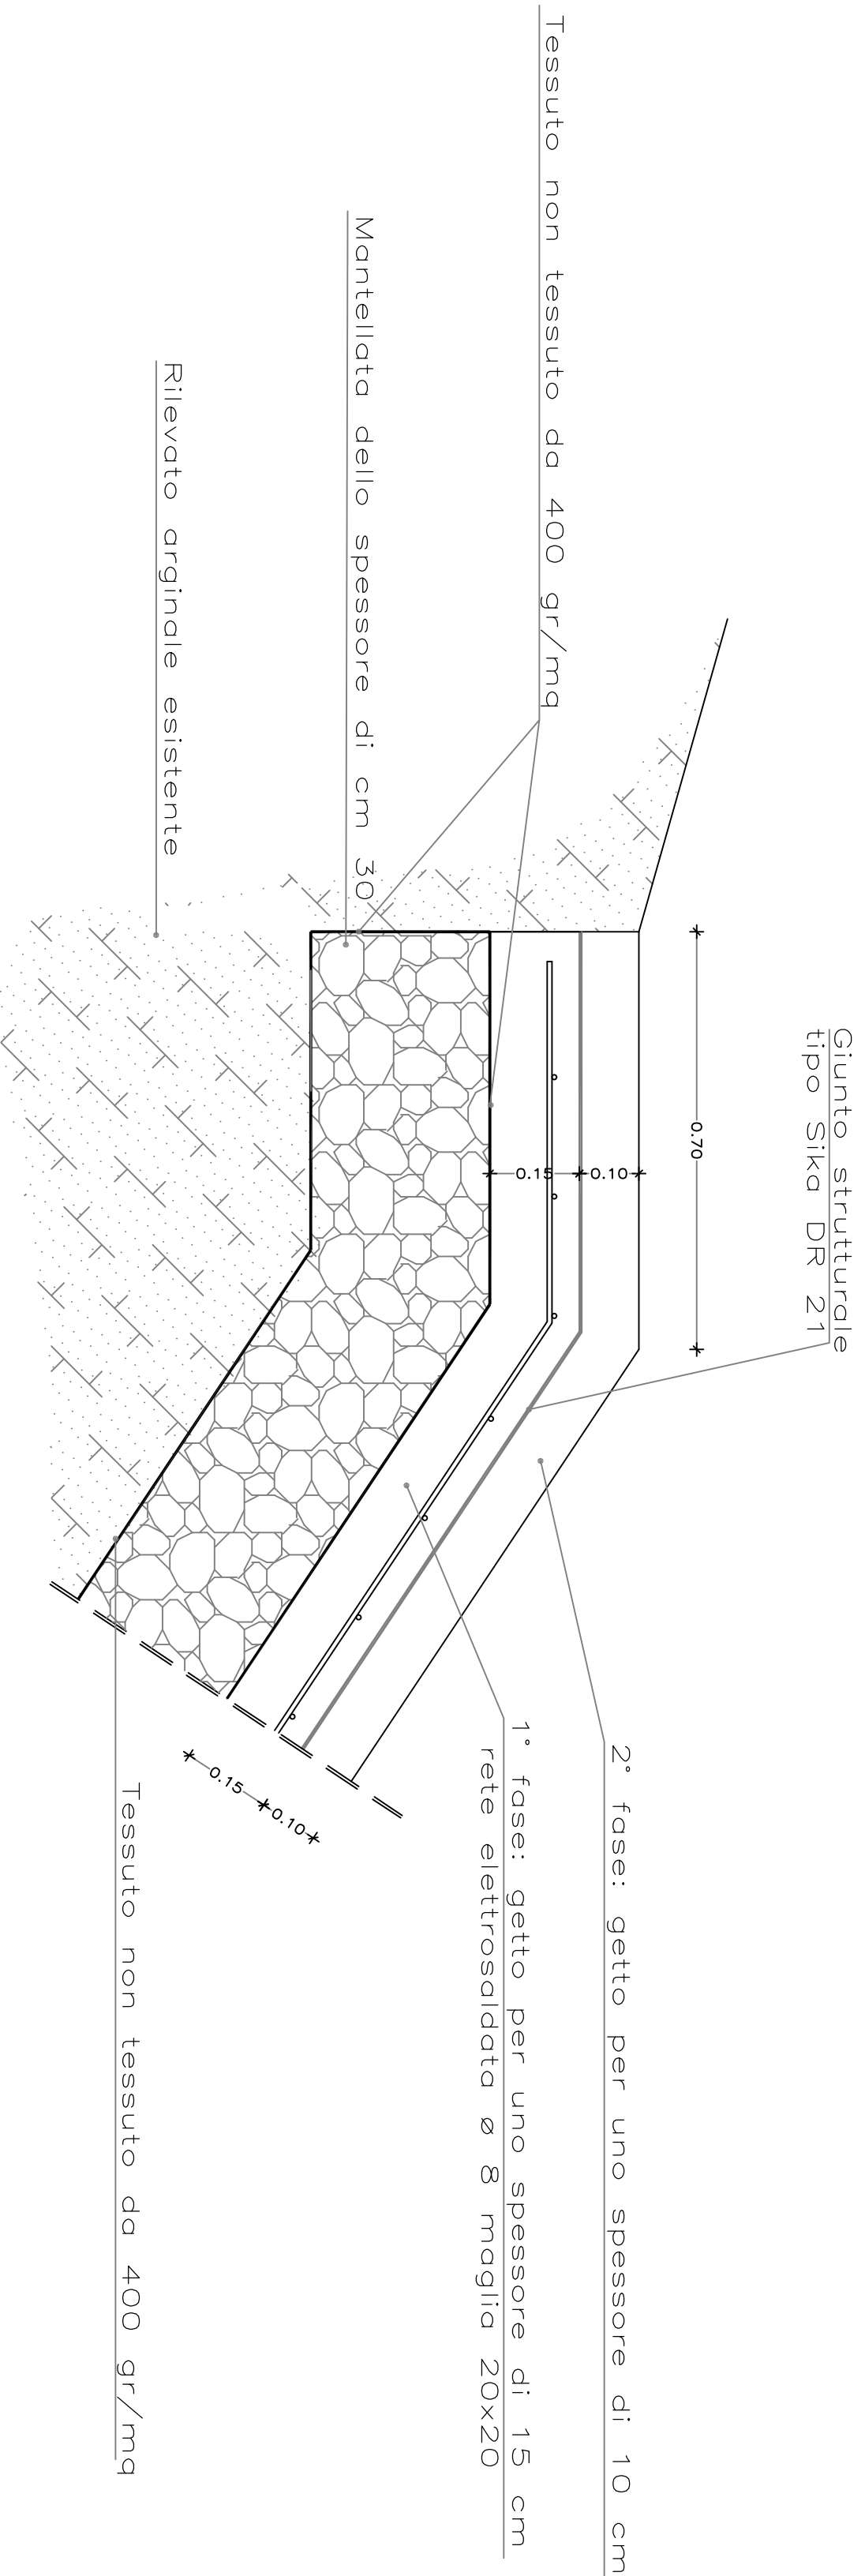 Giunto strutturale
tipo Sika DR 21
0.70
Tessuto non tessuto da 400 gr/mq
0.15
0.10
Mantellata dello spessore di cm 30
Rilevato arginale esistente
2° fase: getto per uno spessore di 10 cm
1° fase: getto per uno spessore di 15 cm
rete elettrosaldata ø 8 maglia 20x20
0.10
0.15
Tessuto non tessuto da 400 gr/mq